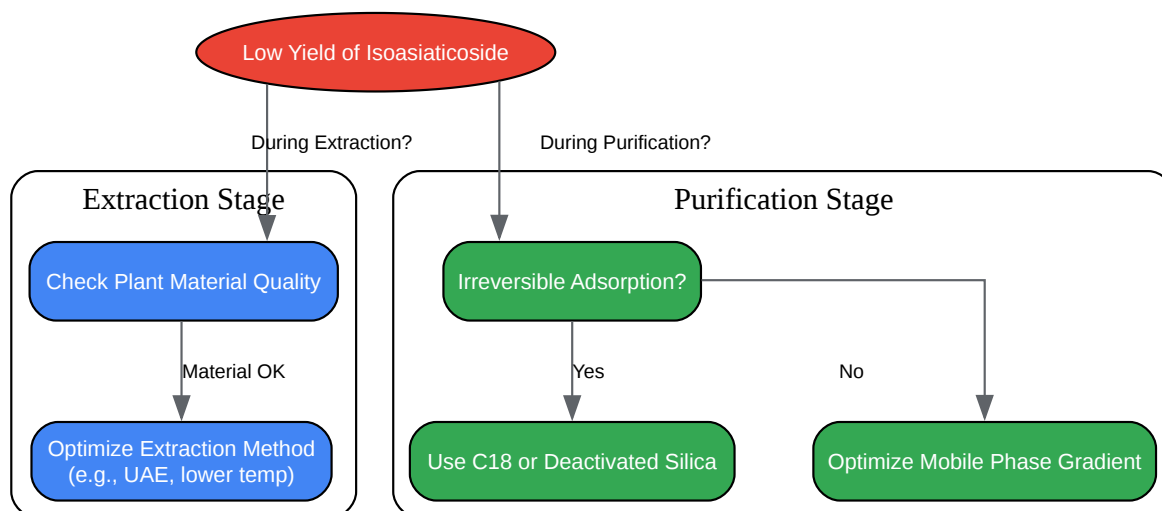 Low Yield of Isoasiaticoside
During Extraction?
During Purification?
Extraction Stage
Purification Stage
Check Plant Material Quality
Irreversible Adsorption?
Material OK
Yes
No
Optimize Extraction Method
(e.g., UAE, lower temp)
Use C18 or Deactivated Silica
Optimize Mobile Phase Gradient